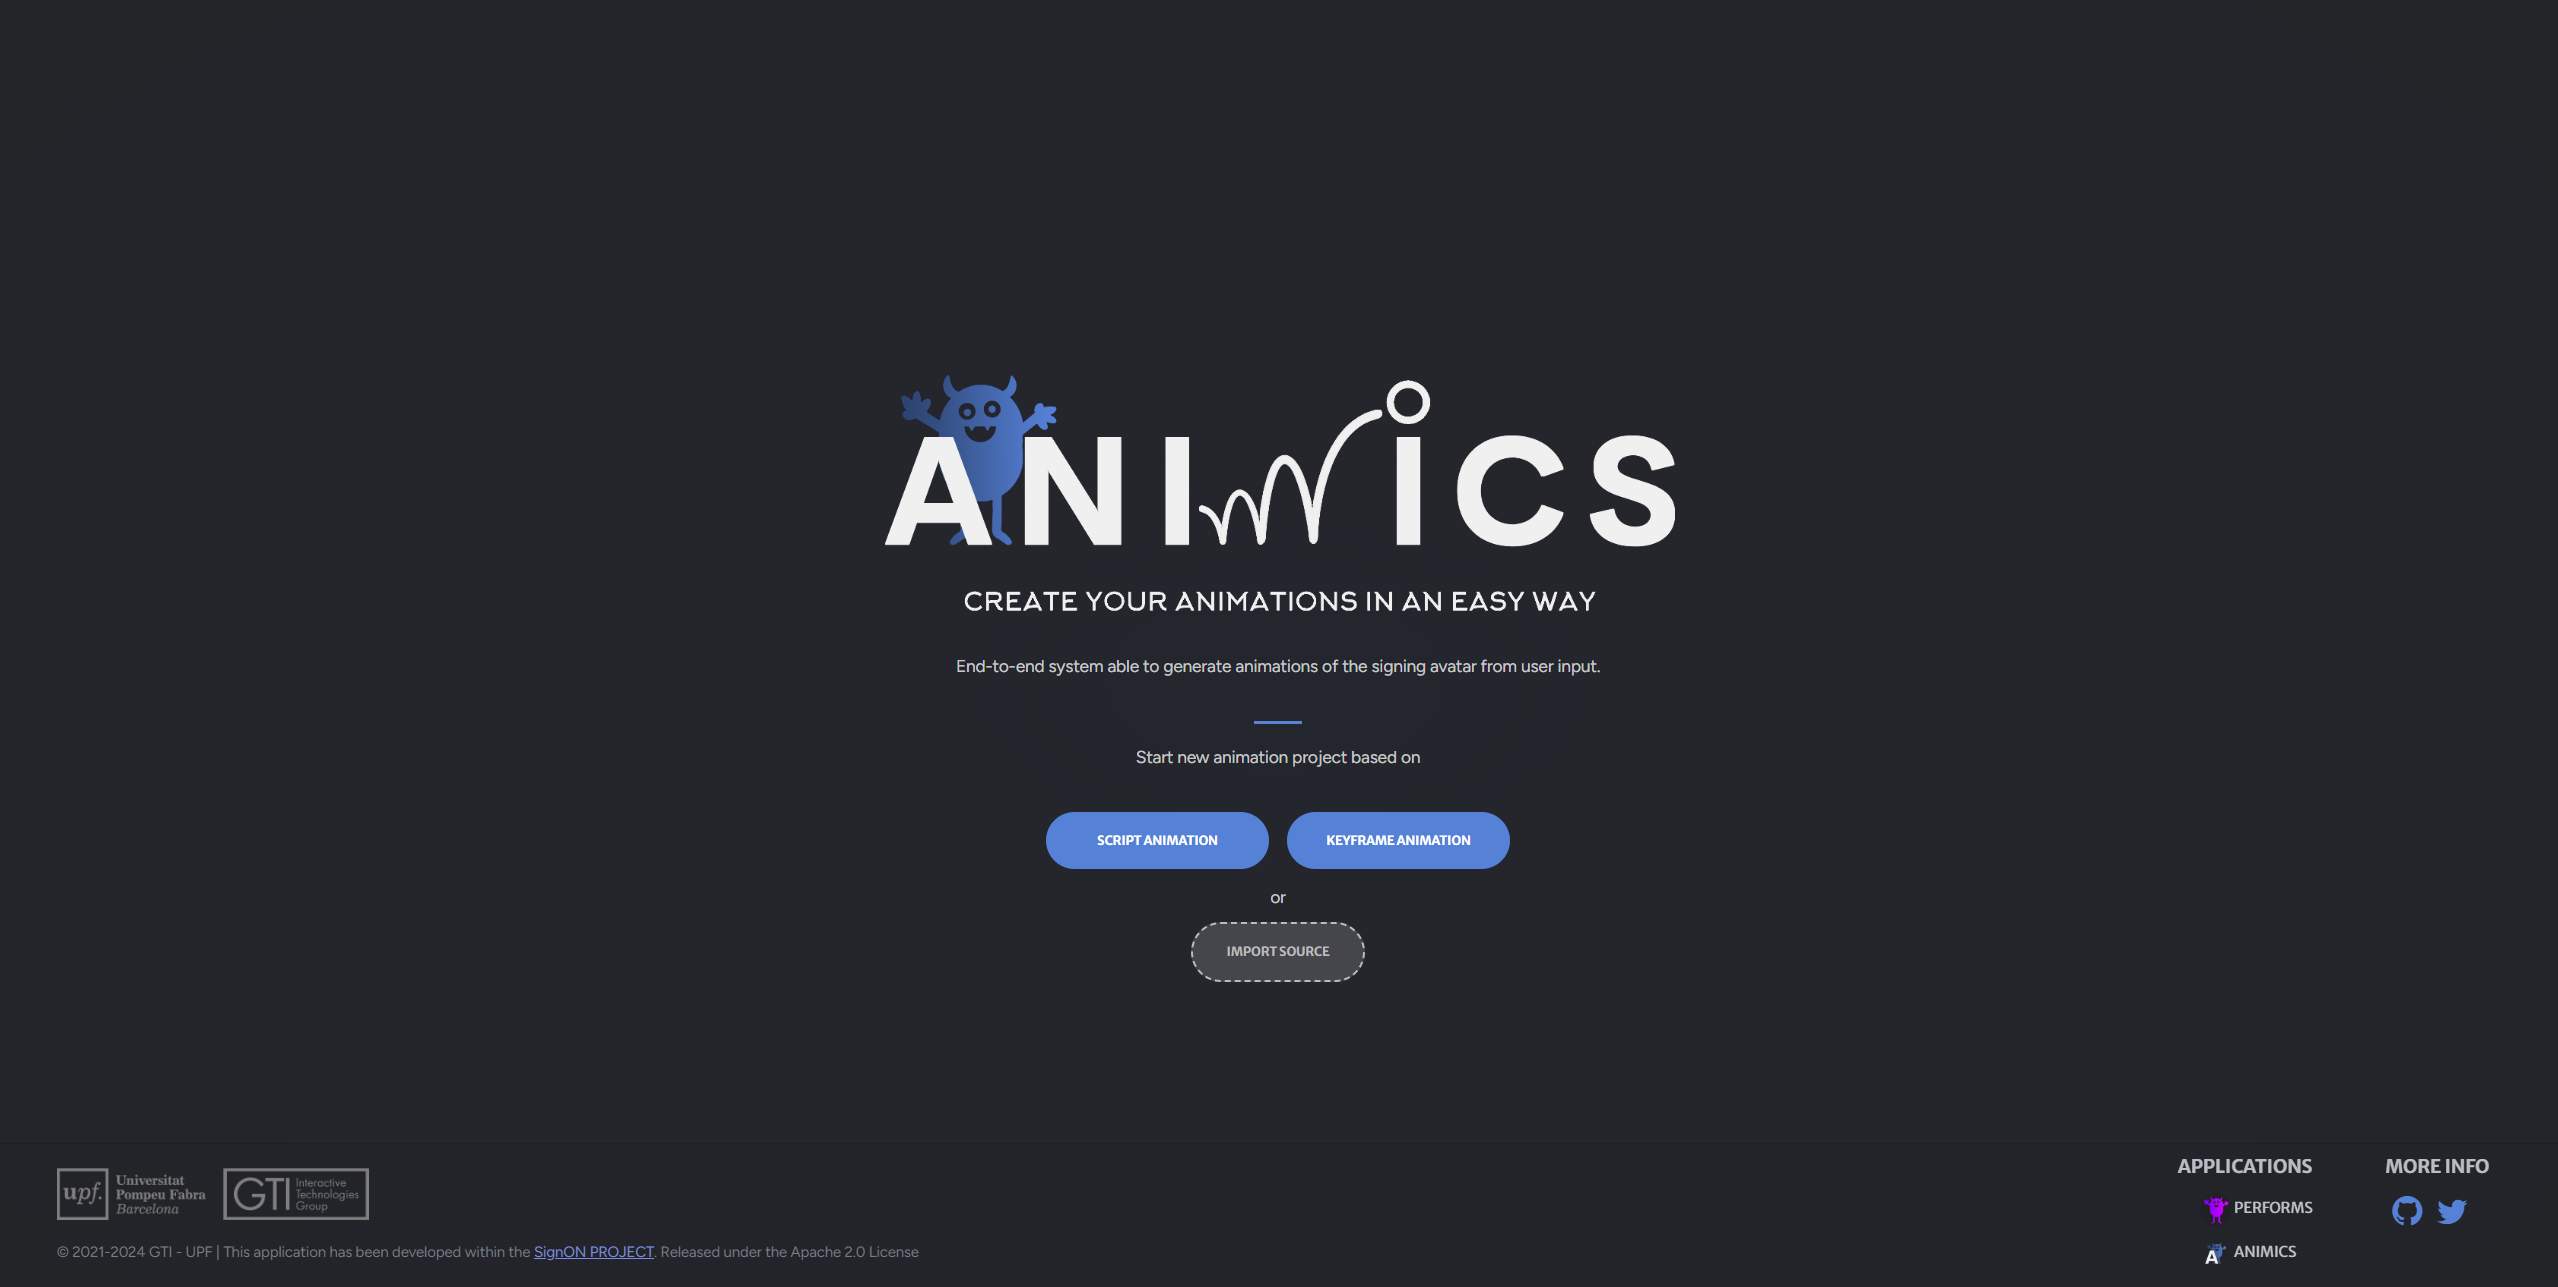 ANIMICS
CREATE YOUR ANIMATIONS IN AN EASY WAY
End-to-end system able to generate animations of the signing avatar from user input.
Start new animation project based on
SCRIPT ANIMATION
KEYFRAME ANIMATION
or
IMPORT SOURCE
upf.
Universitat
Pompeu Fabra
Barcelona
GTI
Interactive
Technologies
Group
© 2021-2024 GTI - UPF | This application has been developed within the SignON PROJECT. Released under the Apache 2.0 License
APPLICATIONS
PERFORMS
A ANIMICS
MORE INFO